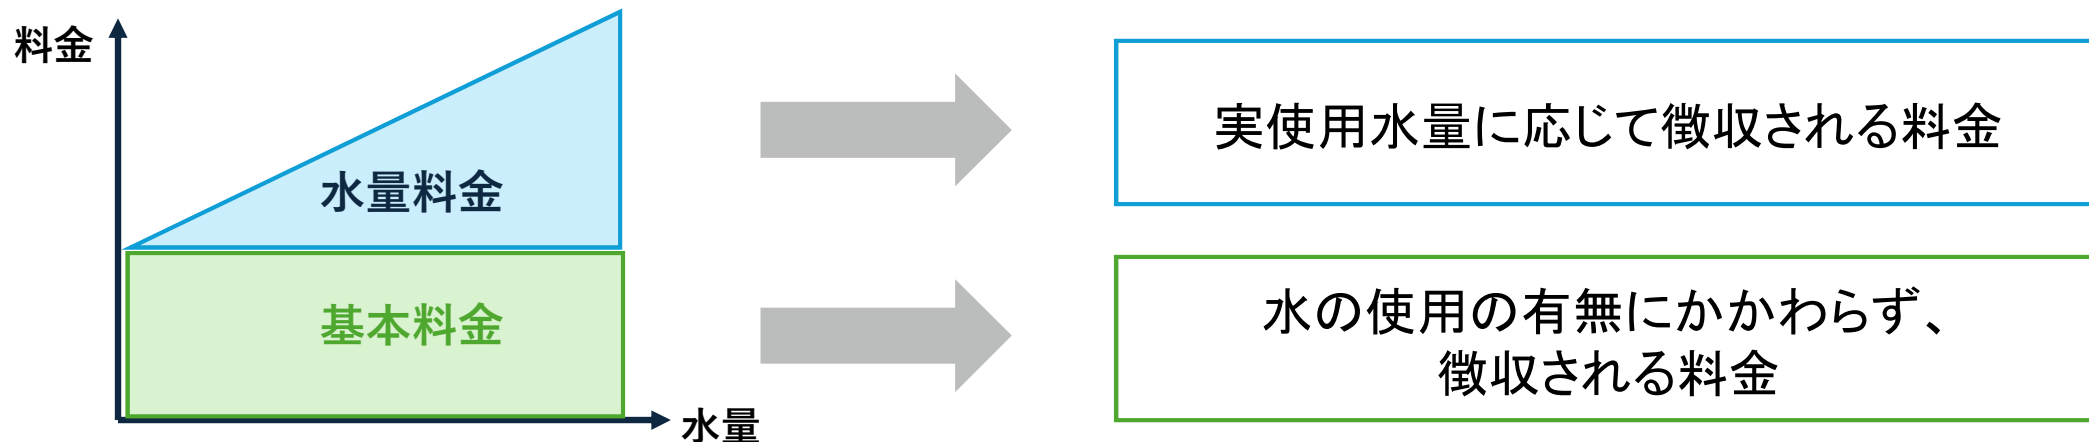 料金
水量料金
基本料金
水量
実使用水量に応じて徴収される料金
水の使用の有無にかかわらず、
徴収される料金